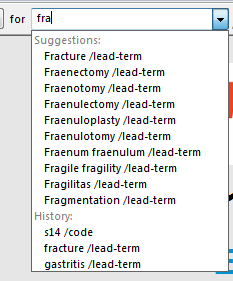 for fra
Suggestions:
Fracture /lead-term
Fraenectomy /lead-term
Fraenotomy /lead-term
Fraenulectomy /lead-term
Fraenuloplasty /lead-term
Fraenulotomy /lead-term
Fraenum fraenulum /lead-term
Fragile fragility /lead-term
Fragilitas /lead-term
Fragmentation /lead-term
History:
s14 /code
fracture /lead-term
gastritis /lead-term